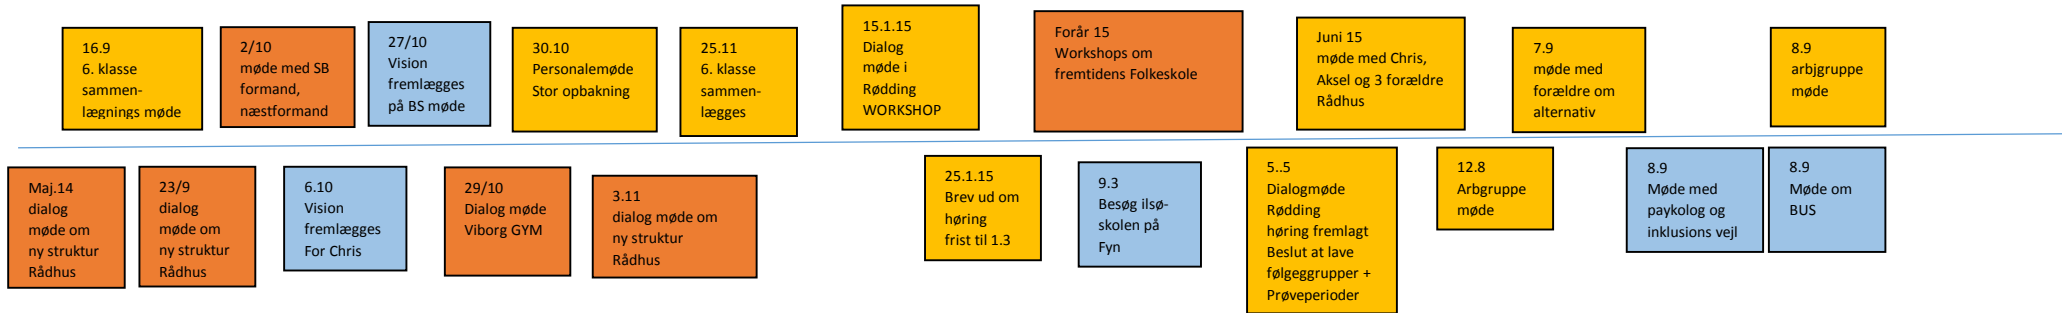 16.9
6. klasse
sammen-
lægnings møde
2/10
møde med SB
formand,
næstformand
27/10
Vision
fremlægges
på BS møde
30.10
Personalemøde
Stor opbakning
25.11
6. klasse
sammen-
lægges
15.1.15
Dialog
møde i
Rødding
WORKSHOP
Forår 15
Workshops om
fremtidens Folkeskole
Juni 15
møde med Chris,
Aksel og 3 forældre
Rådhus
7.9
møde med
forældre om
alternativ
8.9
arbjgruppe
møde
Maj.14
dialog
møde om
ny struktur
Rådhus
23/9
dialog
møde om
ny struktur
Rådhus
6.10
Vision
fremlægges
For Chris
29/10
Dialog møde
Viborg GYM
3.11
dialog møde om
ny struktur
Rådhus
25.1.15
Brev ud om
høring
frist til 1.3
9.3
Besøg ilsø-
skolen på
Fyn
5..5
Dialogmøde
Rødding
høring fremlagt
Beslut at lave
følgeggrupper +
Prøveperioder
12.8
Arbgruppe
møde
8.9
Møde med
paykolog og
inklusions vejl
8.9
Møde om
BUS